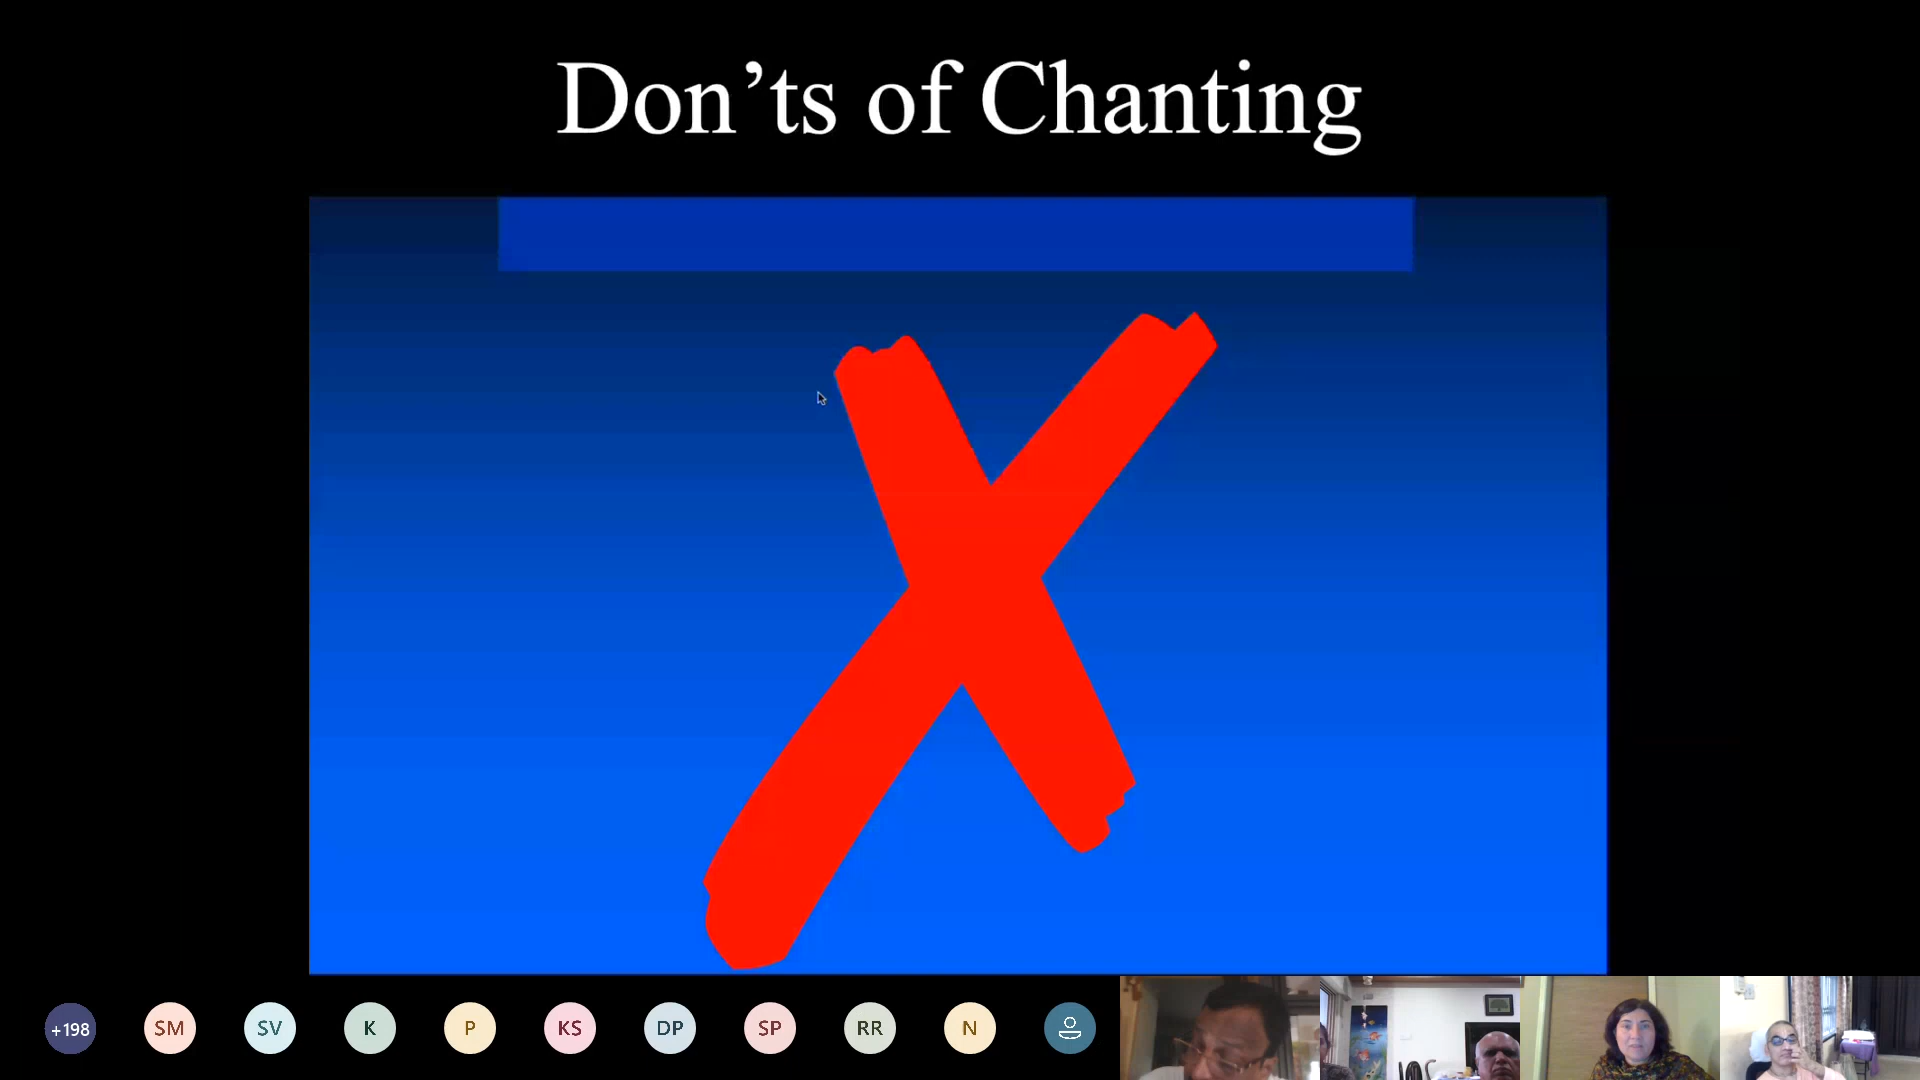 Don’ts of Chanting
+198
SM
SV
K
P
KS
DP
SP
RR
N